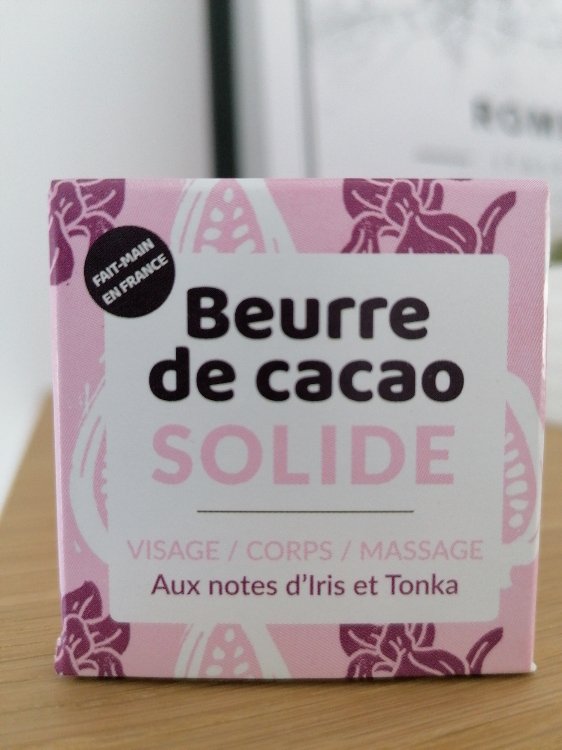 FAIT-MAIN
EN FRANCE
Beurre
de cacao
SOLIDE
VISAGE / CORPS / MASSAGE
Aux notes d'Iris et Tonka